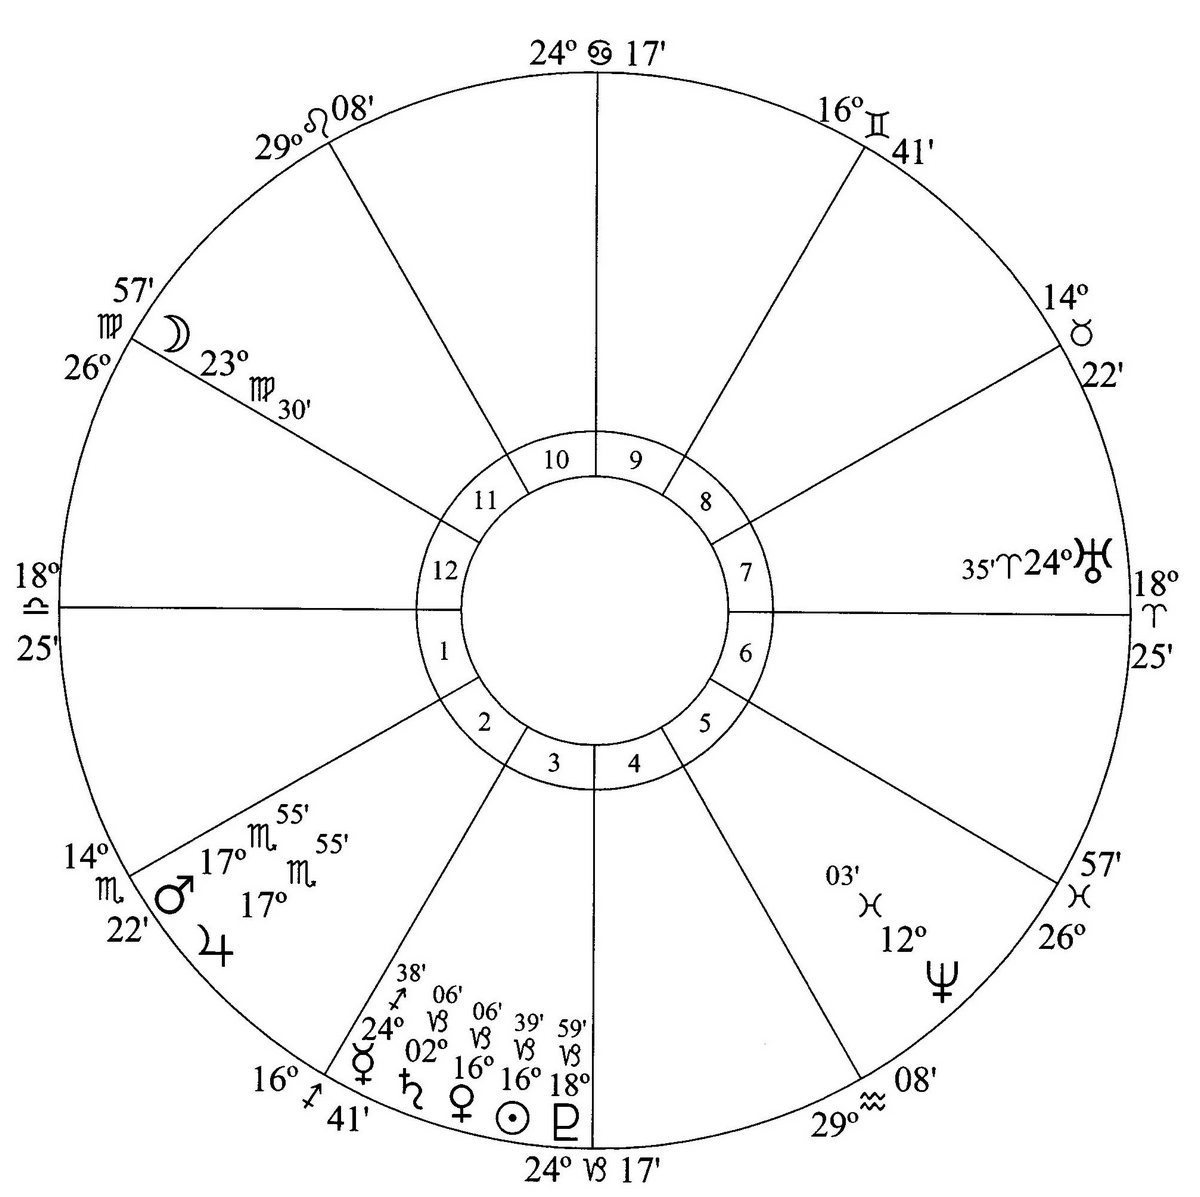 24° ♋ 17'
16° ♊ 41'
29° ♌ 08'
14° ♉ 22'
57' ♍ 26°
☽ 23° ♍ 30'
10
9
11
8
12
7
35' ♈ 24° ♅
18° ♎ 25'
18° ♈ 25'
1
6
2
5
3
4
14° ♏ 22'
♂ 17° ♏ 55'
♃ 17° ♏ 55'
03' ♓ 12° ♆
57' ♓ 26°
☿ 24° ♐ 38'
♄ 02° ♑ 06'
♀ 16° ♑ 06'
☉ 16° ♑ 39'
♇ 18° ♑ 59'
16° ♐ 41'
29° ♒ 08'
24° ♑ 17'